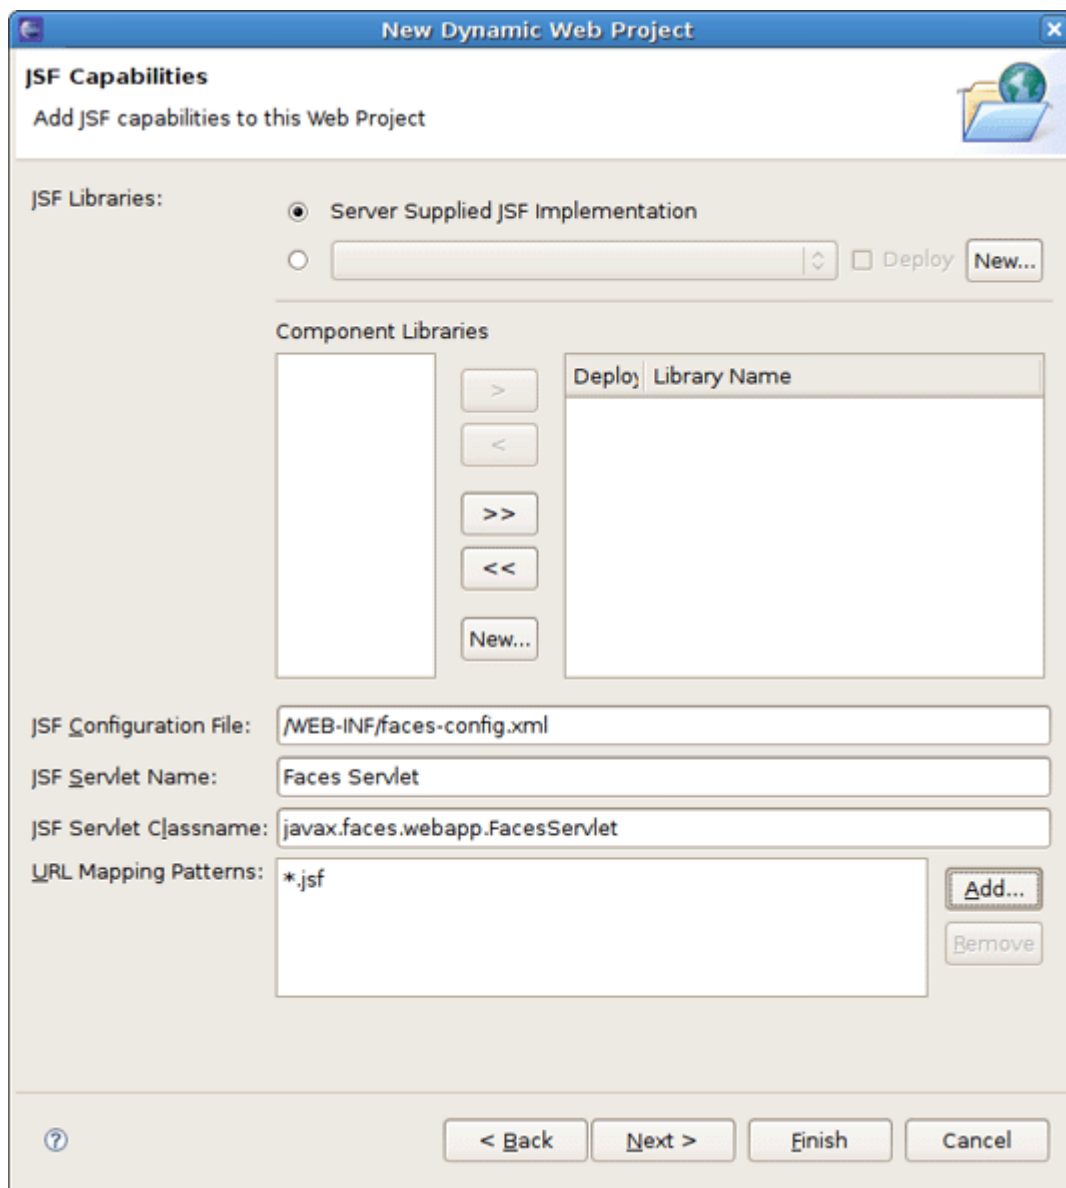 New Dynamic Web Project
JSF Capabilities
Add JSF capabilities to this Web Project
JSF Libraries:
Server Supplied JSF Implementation
Deploy New...
Component Libraries
Deploy Library Name
>
<
>>
<<
New...
JSF Configuration File: /WEB-INF/faces-config.xml
JSF Servlet Name: Faces Servlet
JSF Servlet Classname: javax.faces.webapp.FacesServlet
URL Mapping Patterns: *.jsf
Add...
Remove
? < Back Next > Finish Cancel